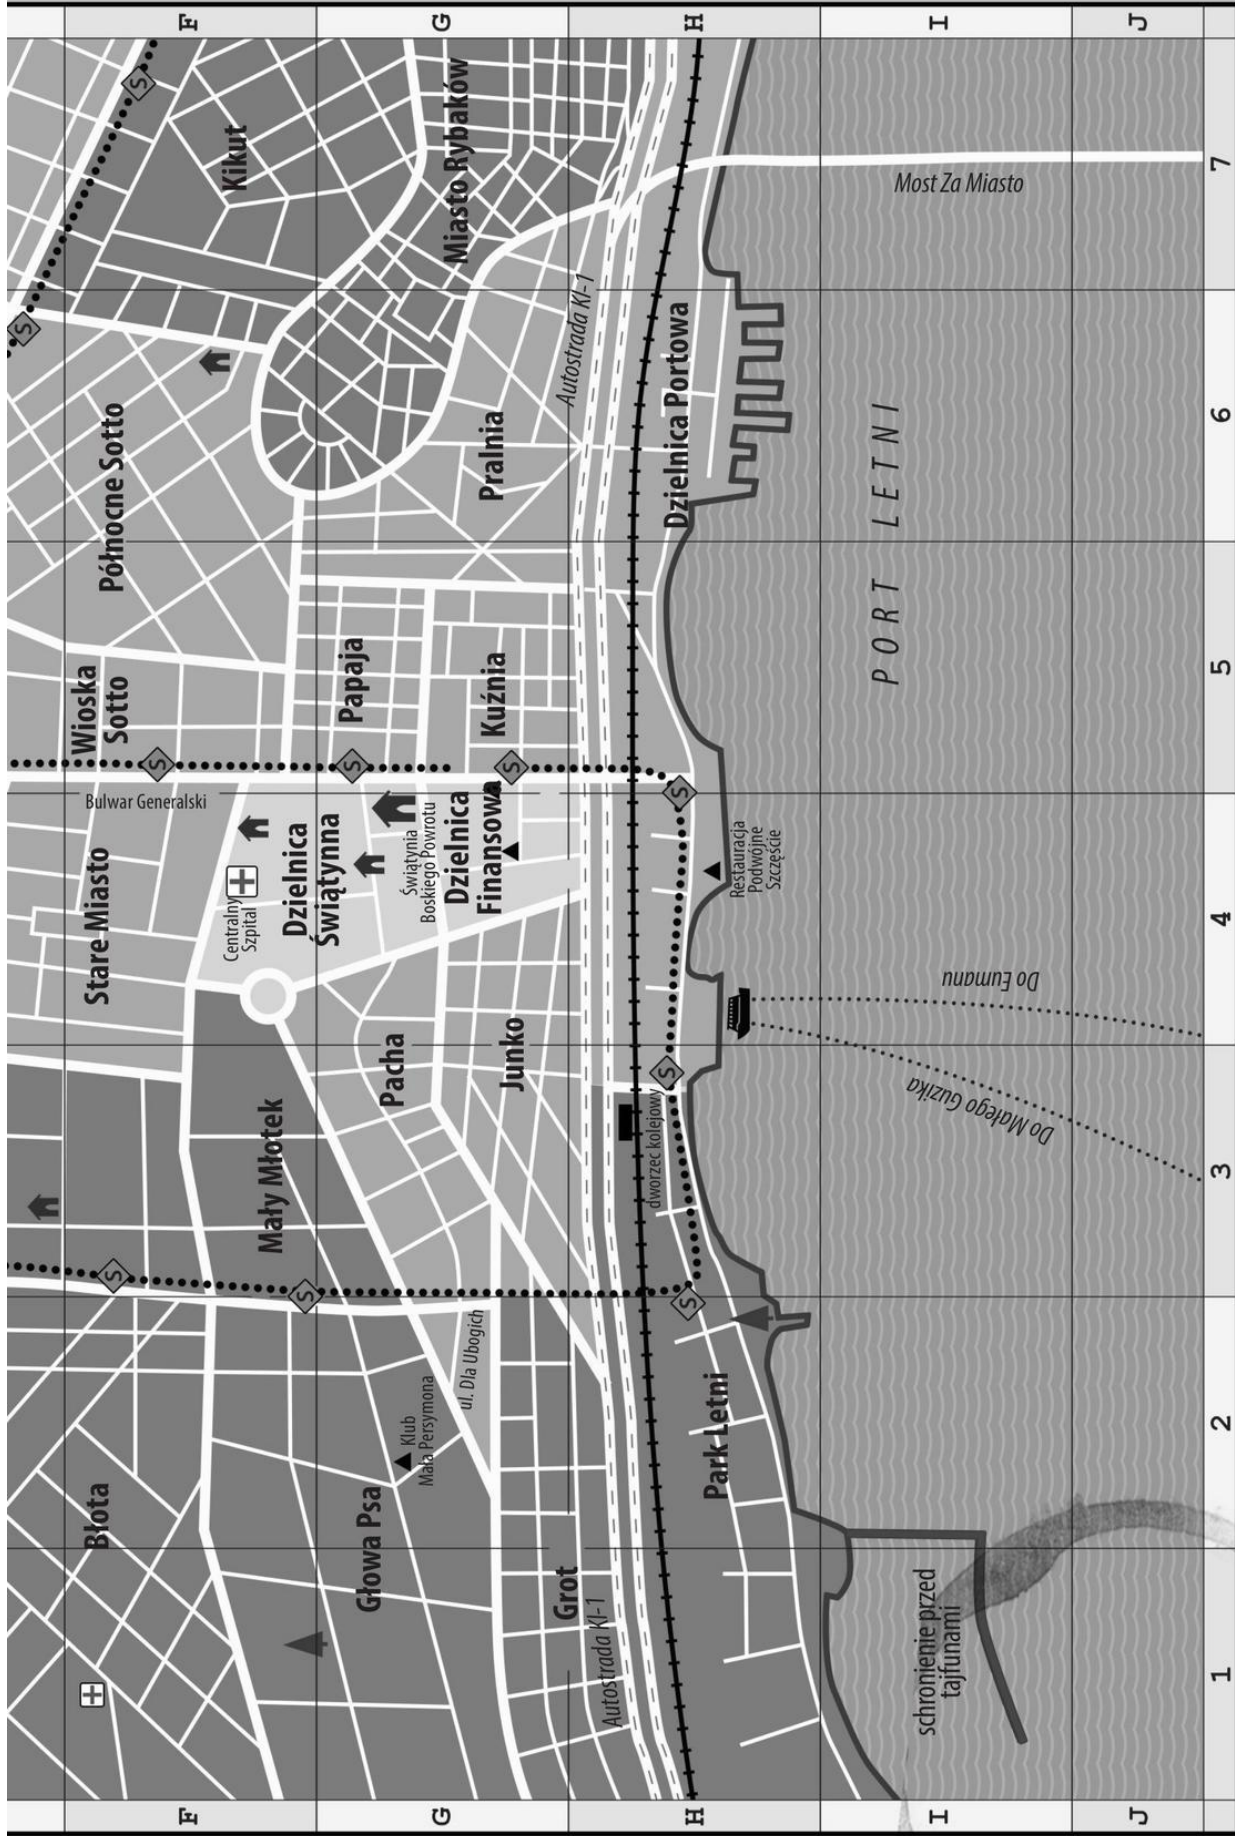 F
G
H
I
J
Błota
Stare Miasto
Wioska
Sotto
Północne Sotto
Kikut
S
S
S
S
S
S
S
S
S
S
Bulwar Generalski
Mały Młotek
Centralny
Szpital
Dzielnica
Świątynna
Papaja
Głowa Psa
Klub
Mała Persymona
Pacha
Świątynia
Boskiego Powrotu
Dzielnica
Finansowa
Kuźnia
Pralnia
Miasto Rybaków
ul. Dla Ubogich
Junko
Grot
Autostrada KI-1
Autostrada KI-1
dworzec kolejowy
Park Letni
Restauracja
Podwójne
Szczęście
Dzielnica Portowa
Most Za Miasto
PORT LETNI
Do Eumanu
Do Małego Guzika
schronienie przed
tajfunami
1
2
3
4
5
6
7
F
G
H
I
J